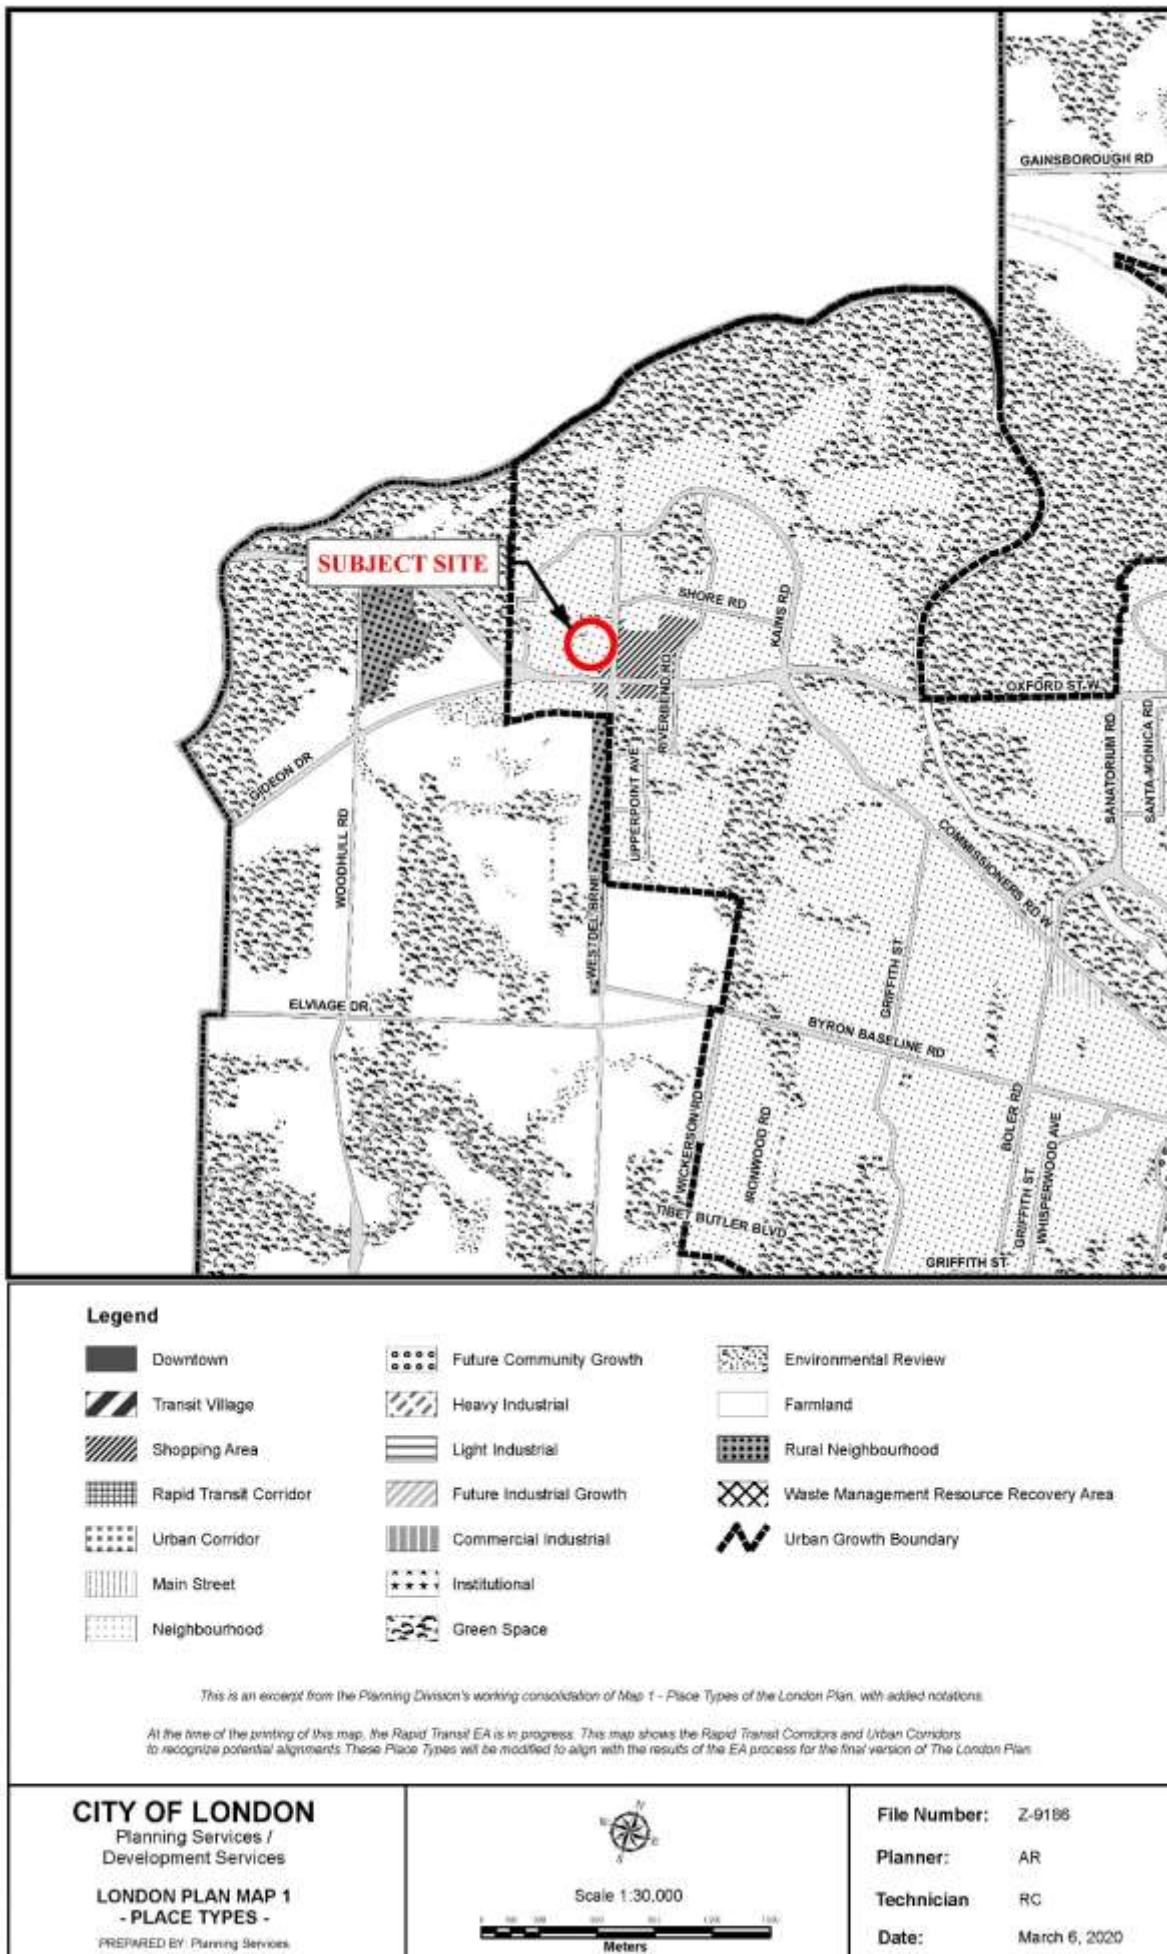 GAINSBOROUGH RD
SUBJECT SITE
SHORE RD
KAINS RD
RIVERBEND RD
OXFORD ST W
SANATORIUM RD
SANTA MONICA RD
GIDEON DR
UPPERPOINT AVE
WOODHULL RD
COMMISSIONERS RD W
WESTDEL BRNE
GRIFFITH ST
ELVIAGE DR
BYRON BASELINE RD
WICKERSON RD
IRONWOOD RD
BOLER RD
WHISPERWOOD AVE
GRIFFITH ST
TIBET BUTLER BLVD
GRIFFITH ST
Legend
Downtown
Transit Village
Shopping Area
Rapid Transit Corridor
Urban Corridor
Main Street
Neighbourhood
Future Community Growth
Heavy Industrial
Light Industrial
Future Industrial Growth
Commercial Industrial
Institutional
Green Space
Environmental Review
Farmland
Rural Neighbourhood
Waste Management Resource Recovery Area
Urban Growth Boundary
This is an excerpt from the Planning Division's working consolidation of Map 1 - Place Types of the London Plan, with added notations.
At the time of the printing of this map, the Rapid Transit EA is in progress. This map shows the Rapid Transit Corridors and Urban Corridors
to recognize potential alignments. These Place Types will be modified to align with the results of the EA process for the final version of The London Plan
CITY OF LONDON
Planning Services /
Development Services
LONDON PLAN MAP 1
- PLACE TYPES -
PREPARED BY: Planning Services
N
E
S
Scale 1:30,000
Meters
File Number: Z-9186
Planner: AR
Technician RC
Date: March 6, 2020